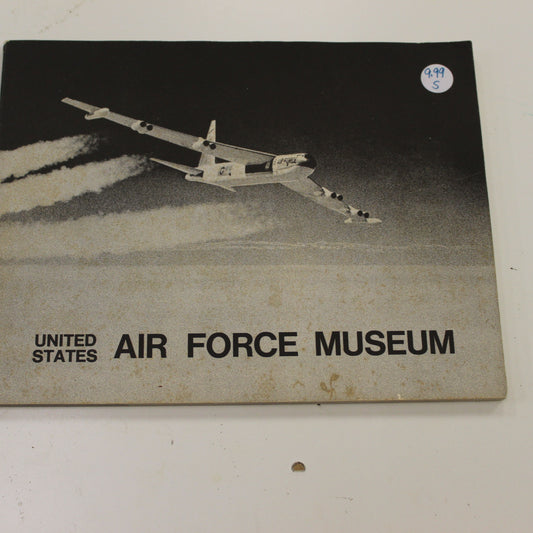 9.99
S
UNITED STATES AIR FORCE MUSEUM